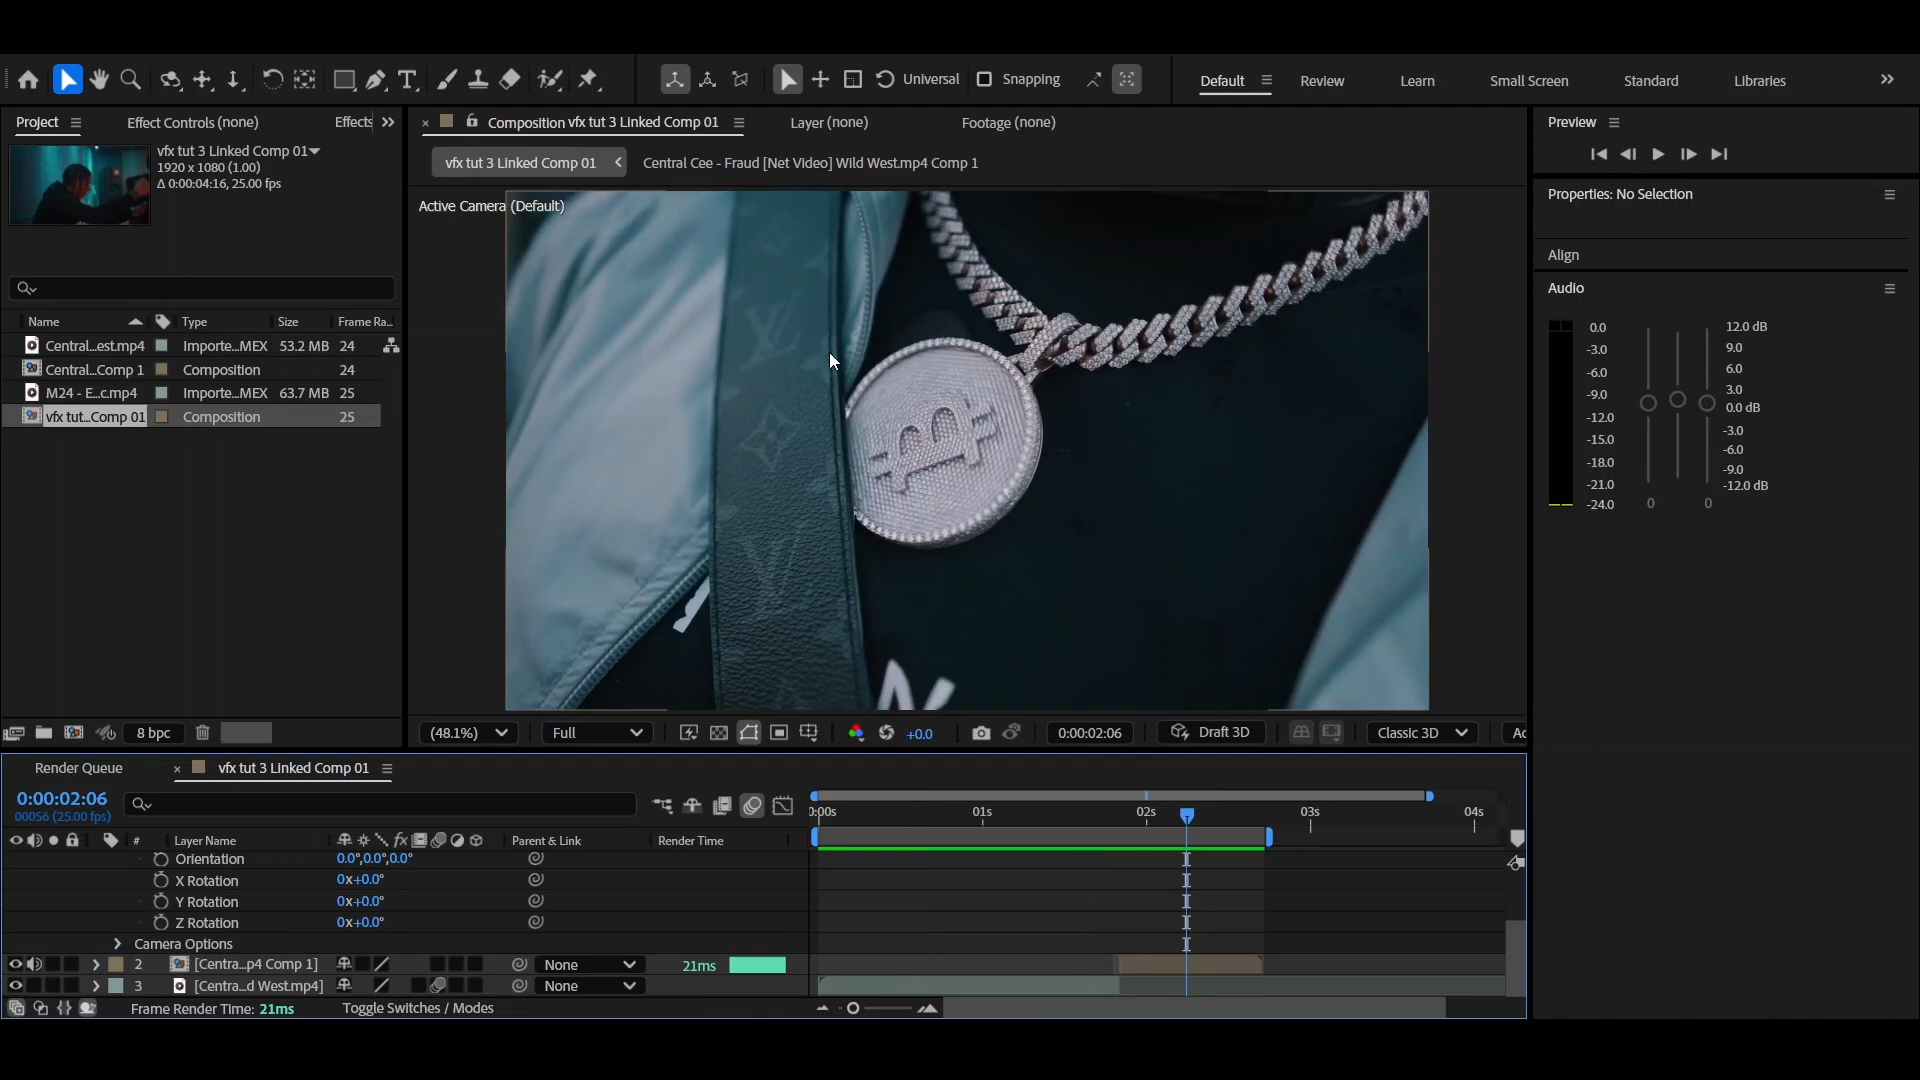 Universal
Snapping
Default
Review
Learn
Small Screen
Standard
Libraries
Project
Effect Controls (none)
Effects
Composition vfx tut 3 Linked Comp 01
Layer (none)
Footage (none)
Preview
vfx tut 3 Linked Comp 01
1920 x 1080 (1.00)
Δ 0:00:04:16, 25.00 fps
vfx tut 3 Linked Comp 01
Central Cee - Fraud [Net Video] Wild West.mp4 Comp 1
Active Camera (Default)
Properties: No Selection
Align
Audio
Name Type Size Frame Ra...
Central...est.mp4 Importe...MEX 53.2 MB 24
Central...Comp 1 Composition 24
M24 - E...c.mp4 Importe...MEX 63.7 MB 25
vfx tut...Comp 01 Composition 25
0.0 12.0 dB
-3.0 9.0
-6.0 6.0
-9.0 3.0
-12.0 0.0 dB
-15.0 -3.0
-18.0 -6.0
-21.0 -9.0
-24.0 -12.0 dB
0 0
8 bpc
(48.1%)
Full
+0.0
0:00:02:06
Draft 3D
Classic 3D
Ac
Render Queue
vfx tut 3 Linked Comp 01
0:00:02:06
00056 (25.00 fps)
0:00s 01s 02s 03s 04s
# Layer Name Parent & Link Render Time
Orientation 0.0°,0.0°,0.0°
X Rotation 0x+0.0°
Y Rotation 0x+0.0°
Z Rotation 0x+0.0°
Camera Options
2 [Centra...p4 Comp 1] None 21ms
3 [Centra...d West.mp4] None
Frame Render Time: 21ms
Toggle Switches / Modes